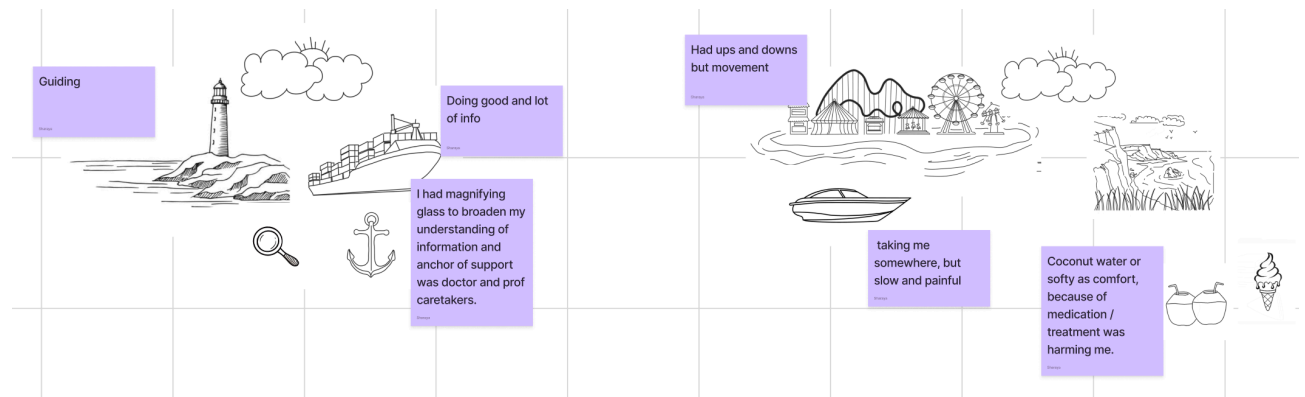 Guiding
Doing good and lot
of info
I had magnifying
glass to broaden my
understanding of
information and
anchor of support
was doctor and prof
caretakers.
Had ups and downs
but movement
taking me
somewhere, but
slow and painful
Coconut water or
softy as comfort,
because of
medication /
treatment was
harming me.